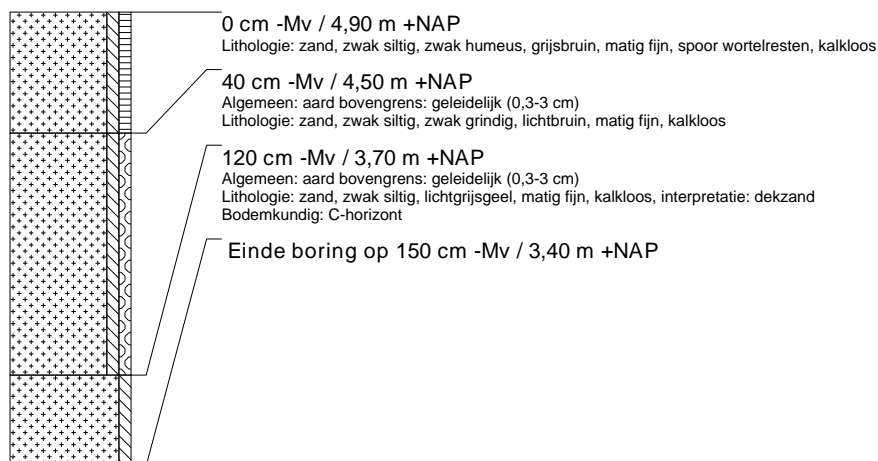 0 cm -Mv / 4,90 m +NAP
Lithologie: zand, zwak siltig, zwak humeus, grijsbruin, matig fijn, spoor wortelresten, kalkloos
40 cm -Mv / 4,50 m +NAP
Algemeen: aard bovengrens: geleidelijk (0,3-3 cm)
Lithologie: zand, zwak siltig, zwak grindig, lichtbruin, matig fijn, kalkloos
120 cm -Mv / 3,70 m +NAP
Algemeen: aard bovengrens: geleidelijk (0,3-3 cm)
Lithologie: zand, zwak siltig, lichtgrijsgeel, matig fijn, kalkloos, interpretatie: dekzand
Bodemkundig: C-horizont
Einde boring op 150 cm -Mv / 3,40 m +NAP